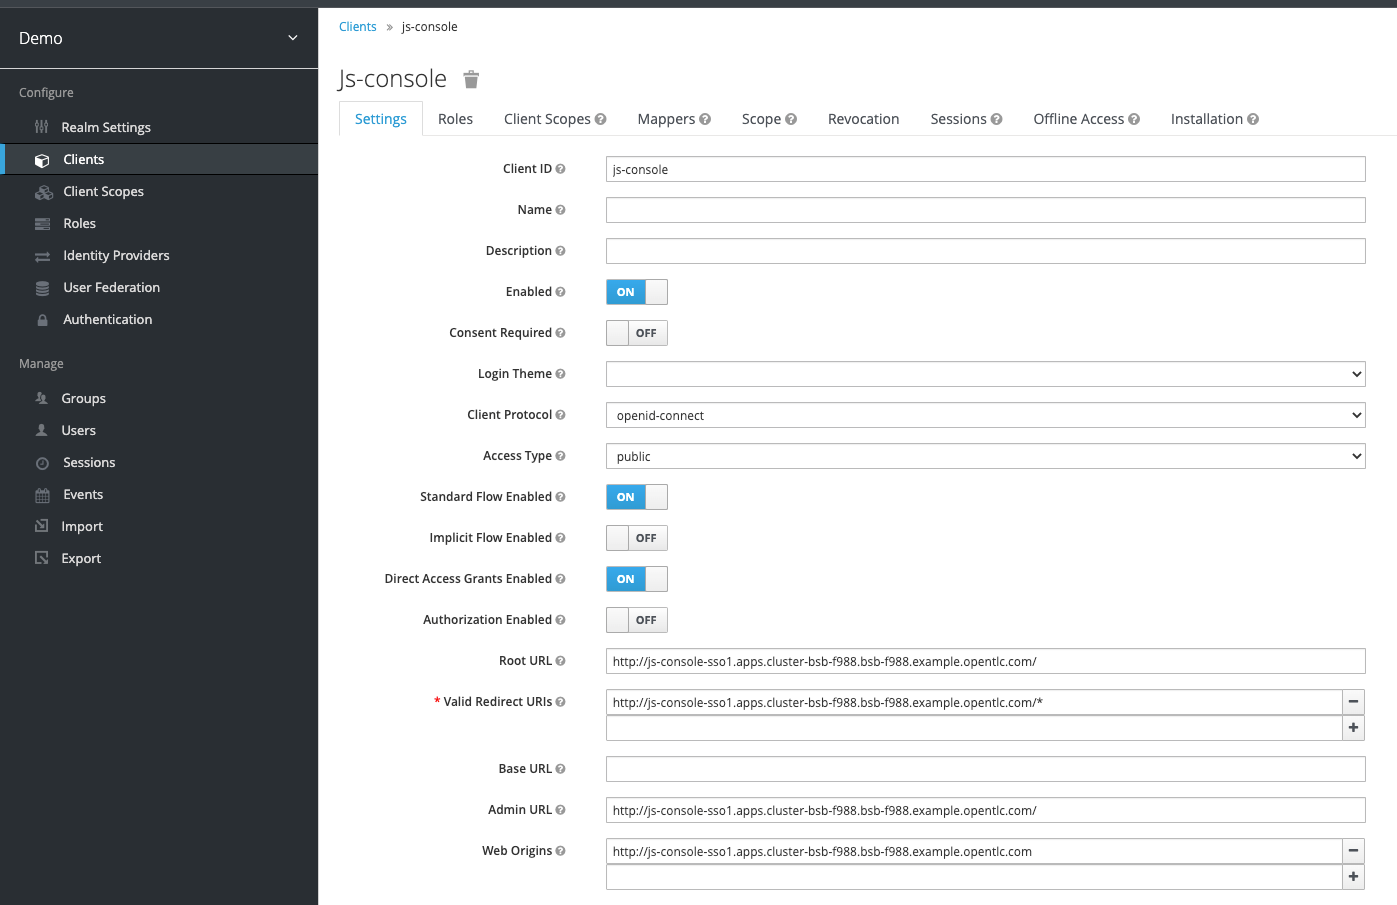 Demo
Configure
Realm Settings
Clients
Client Scopes
Roles
Identity Providers
User Federation
Authentication
Manage
Groups
Users
Sessions
Events
Import
Export
Clients » js-console
Js-console
Settings Roles Client Scopes Mappers Scope Revocation Sessions Offline Access Installation
Client ID js-console
Name
Description
Enabled ON
Consent Required OFF
Login Theme
Client Protocol openid-connect
Access Type public
Standard Flow Enabled ON
Implicit Flow Enabled OFF
Direct Access Grants Enabled ON
Authorization Enabled OFF
Root URL http://js-console-sso1.apps.cluster-bsb-f988.bsb-f988.example.opentlc.com/
* Valid Redirect URIs http://js-console-sso1.apps.cluster-bsb-f988.bsb-f988.example.opentlc.com/*
Base URL
Admin URL http://js-console-sso1.apps.cluster-bsb-f988.bsb-f988.example.opentlc.com/
Web Origins http://js-console-sso1.apps.cluster-bsb-f988.bsb-f988.example.opentlc.com